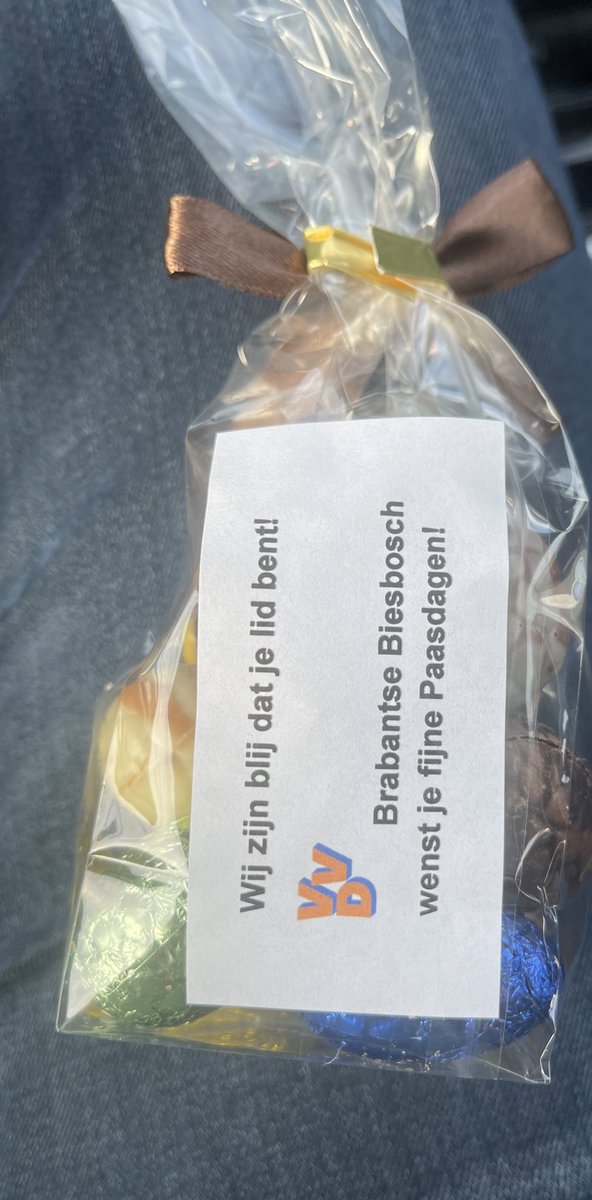 Wij zijn blij dat je lid bent!
VVD
Brabantse Biesbosch
wenst je fijne Paasdagen!